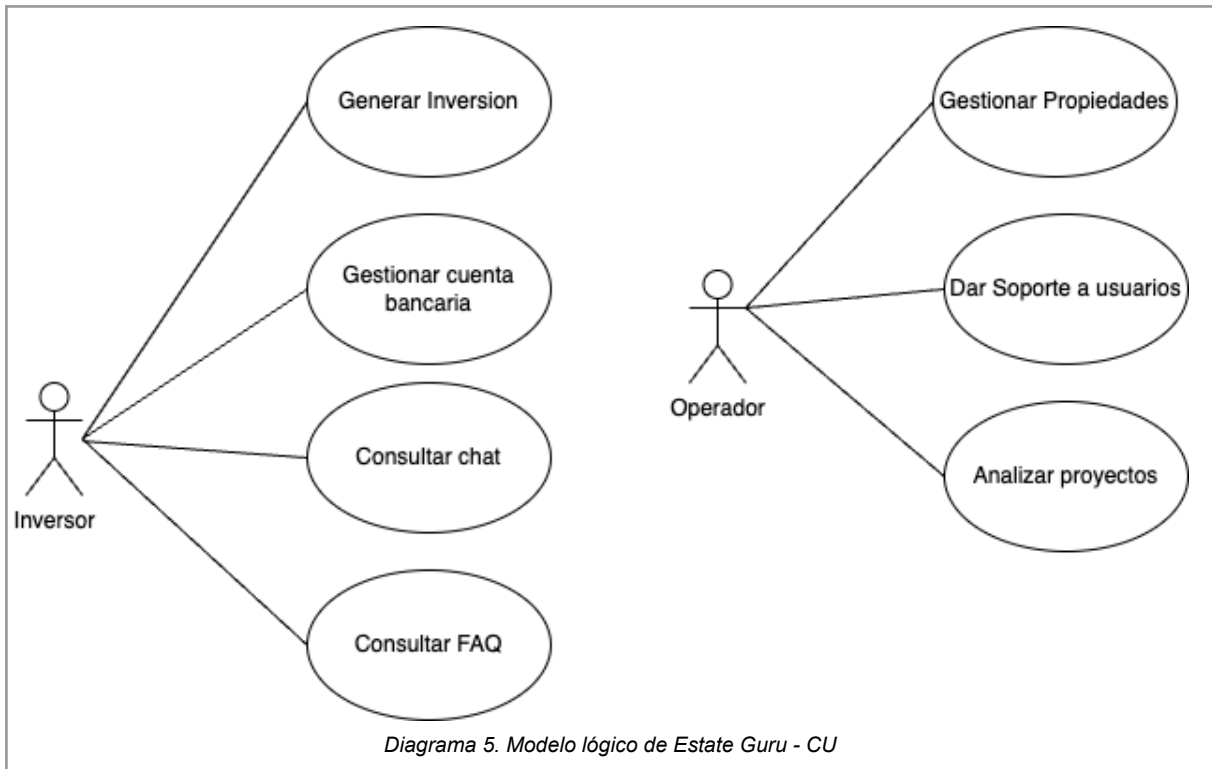 Generar Inversion
Gestionar cuenta
bancaria
Consultar chat
Consultar FAQ
Inversor
Gestionar Propiedades
Dar Soporte a usuarios
Analizar proyectos
Operador
Diagrama 5. Modelo lógico de Estate Guru - CU